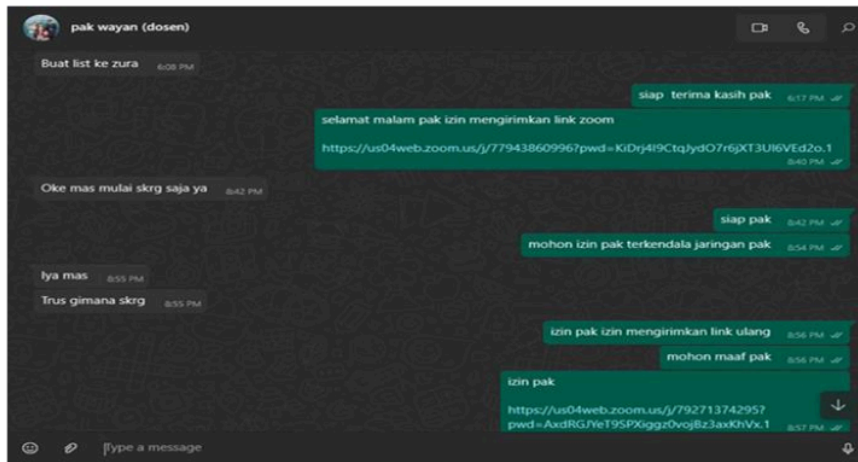 pak wayan (dosen)
Buat list ke zura 6:08 PM
siap terima kasih pak 6:17 PM
selamat malam pak izin mengirimkan link zoom
https://us04web.zoom.us/j/77943860996?pwd=KiDrj4I9CtqJydO7r6jXT3UI6VEd2o.1
8:40 PM
Oke mas mulai skrg saja ya 8:42 PM
siap pak 8:42 PM
mohon izin pak terkendala jaringan pak 8:54 PM
Iya mas 8:55 PM
Trus gimana skrg 8:55 PM
izin pak izin mengirimkan link ulang 8:56 PM
mohon maaf pak 8:56 PM
izin pak
https://us04web.zoom.us/j/79271374295?
pwd=AxdRGJYeT9SPXiggz0vojBz3axKhVx.1 8:57 PM
Type a message